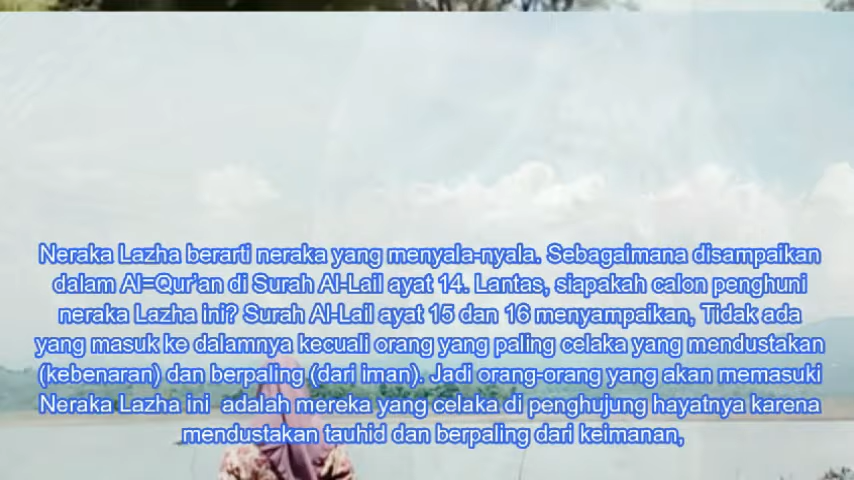 Neraka Lazha berarti neraka yang menyala-nyala. Sebagaimana disampaikan
dalam Al=Qur'an di Surah Al-Lail ayat 14. Lantas, siapakah calon penghuni
neraka Lazha ini? Surah Al-Lail ayat 15 dan 16 menyampaikan, Tidak ada
yang masuk ke dalamnya kecuali orang yang paling celaka yang mendustakan
(kebenaran) dan berpaling (dari iman). Jadi orang-orang yang akan memasuki
Neraka Lazha ini  adalah mereka yang celaka di penghujung hayatnya karena
mendustakan tauhid dan berpaling dari keimanan,